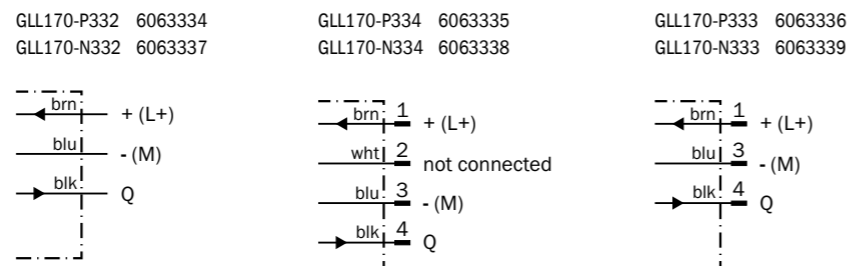 GLL170-P332 6063334
GLL170-N332 6063337
brn + (L+)
blu - (M)
blk Q
GLL170-P334 6063335
GLL170-N334 6063338
brn 1 + (L+)
wht 2 not connected
blu 3 - (M)
blk 4 Q
GLL170-P333 6063336
GLL170-N333 6063339
brn 1 + (L+)
blu 3 - (M)
blk 4 Q